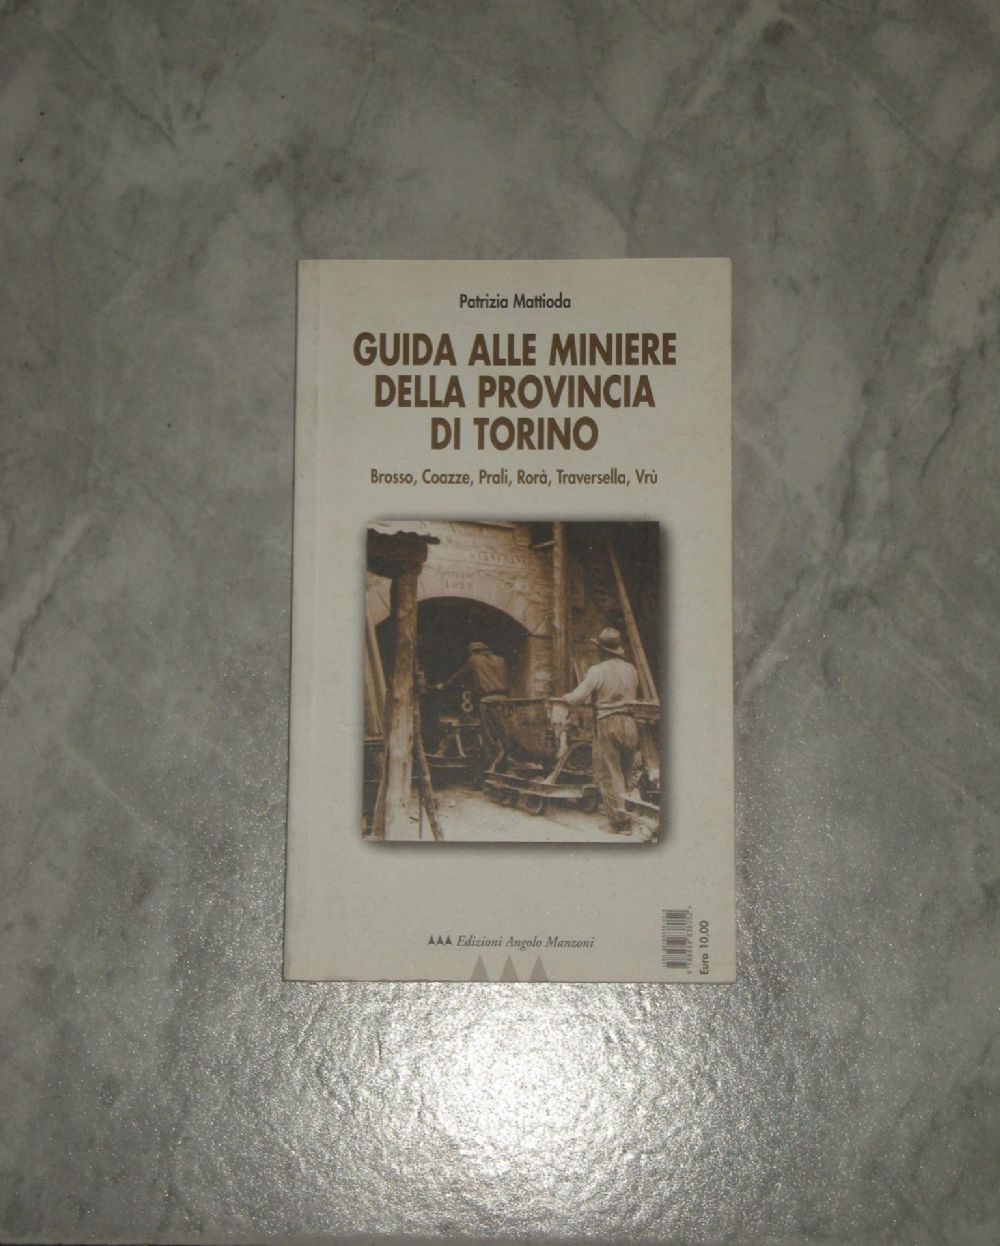 Patrizia Mattioda
GUIDA ALLE MINIERE
DELLA PROVINCIA
DI TORINO
Brosso, Coazze, Prali, Rorà, Traversella, Vrù
8
Edizioni Angolo Manzoni
Euro 10,00